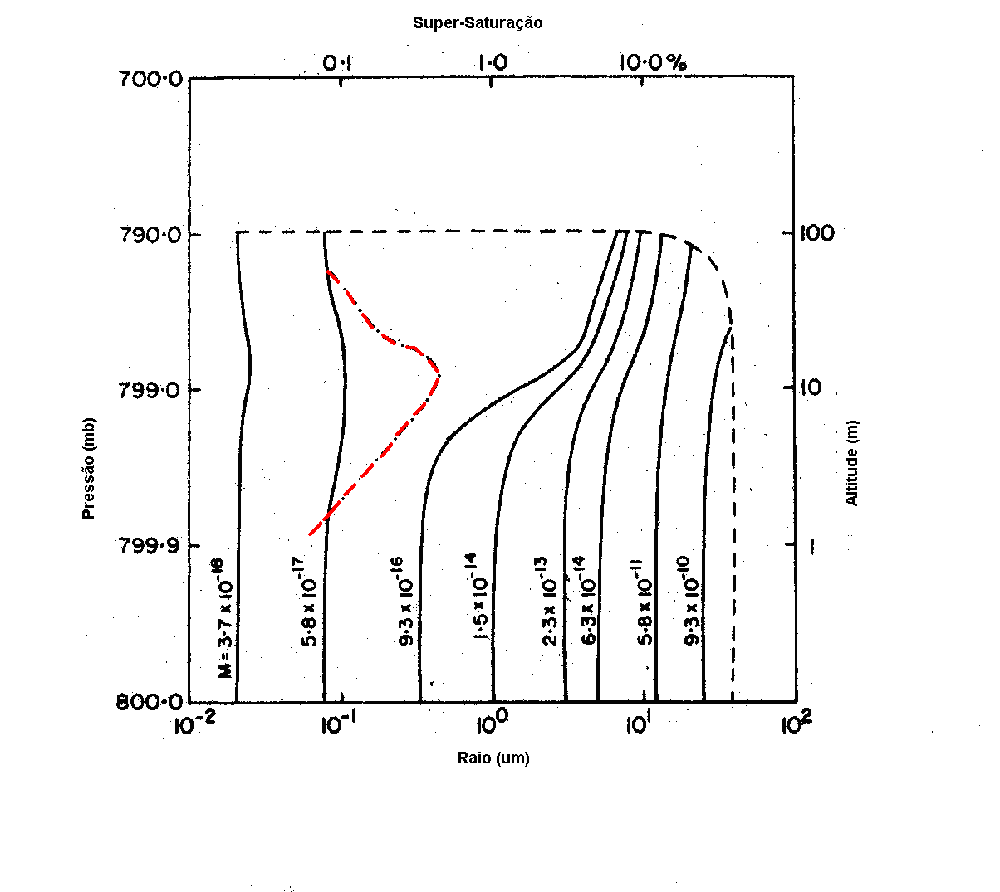 Super-Saturação
0.1 1.0 10.0%
700.0
790.0
799.0
799.9
800.0
100
10
1
Pressão (mb)
Altitude (m)
M = 3.7 x 10⁻¹⁸
5.8 x 10⁻¹⁷
9.3 x 10⁻¹⁶
1.5 x 10⁻¹⁴
2.3 x 10⁻¹³
6.3 x 10⁻¹⁴
5.8 x 10⁻¹¹
9.3 x 10⁻¹⁰
10⁻² 10⁻¹ 10⁰ 10¹ 10²
Raio (um)